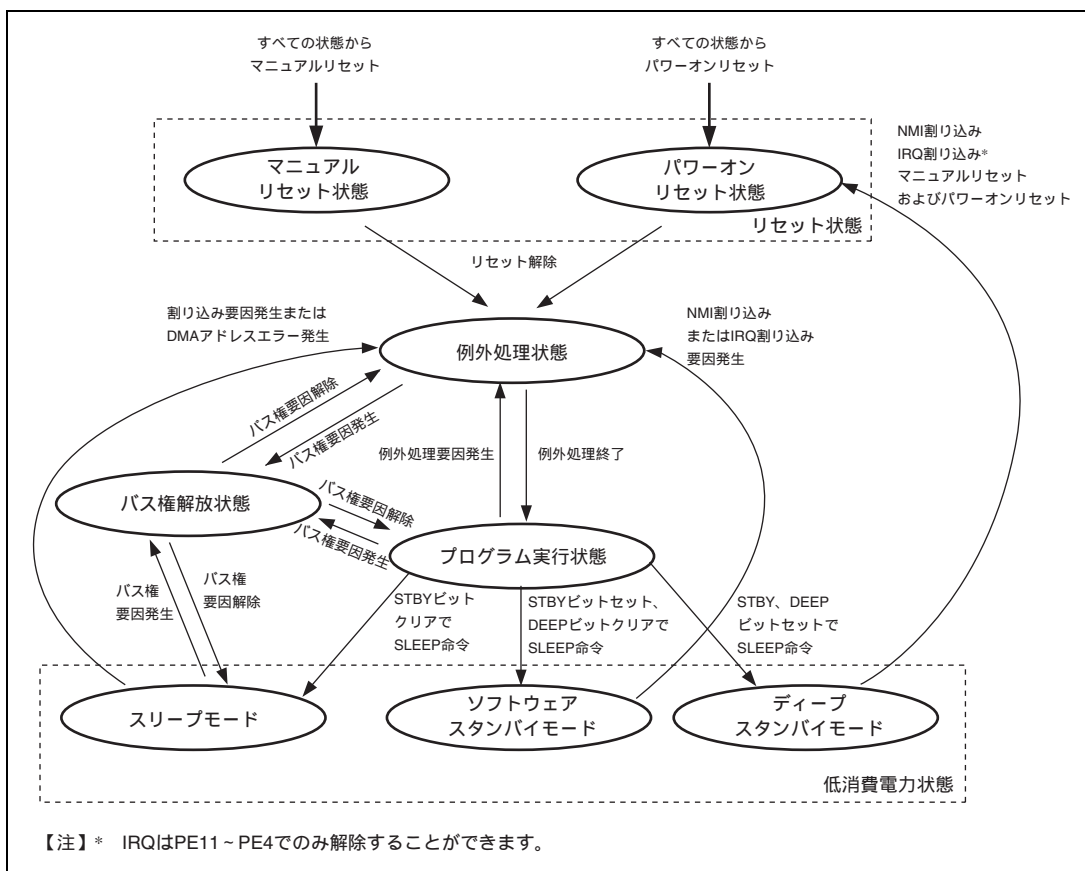 すべての状態から
マニュアルリセット
すべての状態から
パワーオンリセット
NMI割り込み
IRQ割り込み*
マニュアルリセット
およびパワーオンリセット
マニュアル
リセット状態
パワーオン
リセット状態
リセット状態
リセット解除
割り込み要因発生または
DMAアドレスエラー発生
NMI割り込み
またはIRQ割り込み
要因発生
例外処理状態
バス権要因解除
バス権要因発生
例外処理要因発生
例外処理終了
バス権解放状態
バス権要因解除
バス権要因発生
プログラム実行状態
バス権
要因発生
バス権
要因解除
STBYビット
クリアで
SLEEP命令
STBYビットセット、
DEEPビットクリアで
SLEEP命令
STBY、DEEP
ビットセットで
SLEEP命令
スリープモード
ソフトウェア
スタンバイモード
ディープ
スタンバイモード
低消費電力状態
【注】* IRQはPE11~PE4でのみ解除することができます。